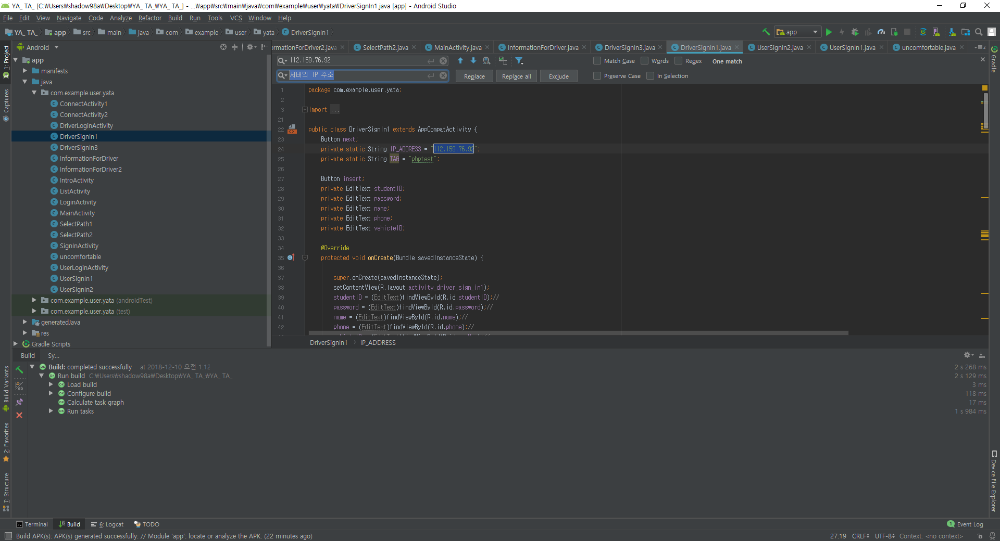 YA_ TA_ [C:₩Users₩shadow98a₩Desktop₩YA_ TA_₩YA_ TA_] - ...₩app₩src₩main₩java₩com₩example₩user₩yata₩DriverSignIn1.java [app] - Android Studio
File Edit View Navigate Code Analyze Refactor Build Run Tools VCS Window Help
YA_ TA_ app src main java com example user yata DriverSignIn1 app
Android
ormationForDriver2.java SelectPath2.java MainActivity.java InformationForDriver.java DriverSignIn3.java DriverSignIn1.java UserSignIn2.java UserSignIn1.java uncomfortable.java
112.159.76.92 Match Case Words Regex One match
서버의 IP 주소 Replace Replace all Exclude Preserve Case In Selection
1: Project
Captures
Build Variants
2: Favorites
7: Structure
app
manifests
java
com.example.user.yata
ConnectActivity1
ConnectActivity2
DriverLoginActivity
DriverSignIn1
DriverSignIn3
InformationForDriver
InformationForDriver2
IntroActivity
ListActivity
LoginActivity
MainActivity
SelectPath1
SelectPath2
SignInActivity
uncomfortable
UserLoginActivity
UserSignIn1
UserSignIn2
com.example.user.yata (androidTest)
com.example.user.yata (test)
generatedJava
res
Gradle Scripts
1 package com.example.user.yata;
2
3 import ...
21
22 public class DriverSignIn1 extends AppCompatActivity {
23 Button next;
24 private static String IP_ADDRESS = "112.159.76.92";
25 private static String TAG = "phptest";
26
27 Button insert;
28 private EditText studentID;
29 private EditText password;
30 private EditText name;
31 private EditText phone;
32 private EditText vehicleID;
33
34 @Override
35 protected void onCreate(Bundle savedInstanceState) {
36
37 super.onCreate(savedInstanceState);
38 setContentView(R.layout.activity_driver_sign_in1);
39 studentID = (EditText)findViewById(R.id.studentID);//
40 password = (EditText)findViewById(R.id.password);//
41 name = (EditText)findViewById(R.id.name);//
42 phone = (EditText)findViewById(R.id.phone);//
DriverSignIn1 IP_ADDRESS
Gradle
Device File Explorer
Build Sy...
Build: completed successfully at 2018-12-10 오전 1:12 2 s 268 ms
Run build C:₩Users₩shadow98a₩Desktop₩YA_ TA_₩YA_ TA_ 2 s 129 ms
Load build 3 ms
Configure build 118 ms
Calculate task graph 17 ms
Run tasks 1 s 984 ms
Terminal Build 6: Logcat TODO 1 Event Log
Build APK(s): APK(s) generated successfully: // Module 'app': locate or analyze the APK. (22 minutes ago) 27:19 CRLF UTF-8 Context: <no context>